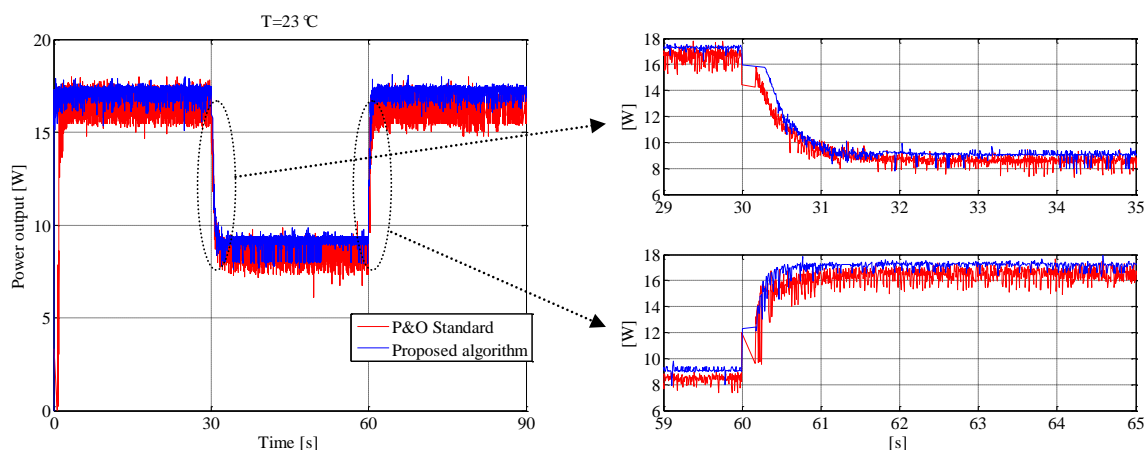 T=23 °C
Power output [W]
20
15
10
5
0
0 30 60 90
Time [s]
P&O Standard
Proposed algorithm
[W]
18
16
14
12
10
8
6
29 30 31 32 33 34 35
[W]
18
16
14
12
10
8
6
59 60 61 62 63 64 65
[s]